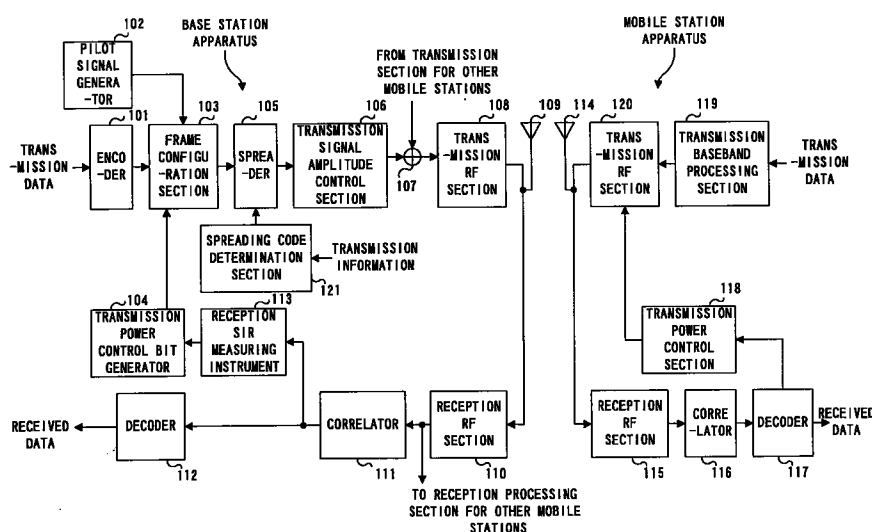 102
PILOT
SIGNAL
GENERA
-TOR
BASE STATION
APPARATUS
MOBILE STATION
APPARATUS
FROM TRANSMISSION
SECTION FOR OTHER
MOBILE STATIONS
101
103
105
106
108
109
114
120
119
TRANS
-MISSION
DATA
ENCO
-DER
FRAME
CONFIGU
-RATION
SECTION
SPREA
-DER
TRANSMISSION
SIGNAL
AMPLITUDE
CONTROL
SECTION
107
TRANS
-MISSION
RF
SECTION
TRANS
-MISSION
RF
SECTION
TRANSMISSION
BASEBAND
PROCESSING
SECTION
TRANS
-MISSION
DATA
SPREADING CODE
DETERMINATION
SECTION
TRANSMISSION
INFORMATION
121
104
TRANSMISSION
POWER
CONTROL BIT
GENERATOR
113
RECEPTION
SIR
MEASURING
INSTRUMENT
118
TRANSMISSION
POWER
CONTROL
SECTION
RECEIVED
DATA
DECODER
112
CORRELATOR
111
RECEPTION
RF
SECTION
110
RECEPTION
RF
SECTION
115
CORRE
-LATOR
116
DECODER
117
RECEIVED
DATA
TO RECEPTION PROCESSING
SECTION FOR OTHER MOBILE
STATIONS